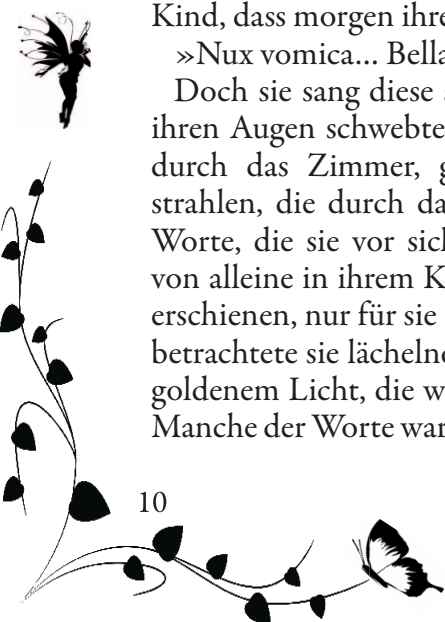 Kind, dass morgen ihre
»Nux vomica... Bella
Doch sie sang diese
ihren Augen schwebte
durch das Zimmer, g
strahlen, die durch da
Worte, die sie vor sich
von alleine in ihrem K
erschienen, nur für sie
betrachtete sie lächelnd
goldenem Licht, die w
Manche der Worte war
10